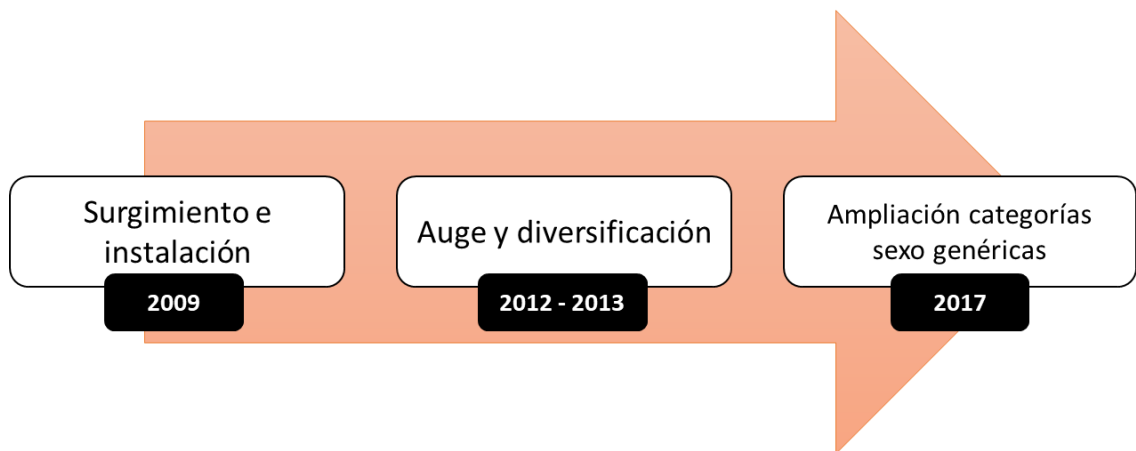 Surgimiento e
instalación
2009
Auge y diversificación
2012 - 2013
Ampliación categorías
sexo genéricas
2017